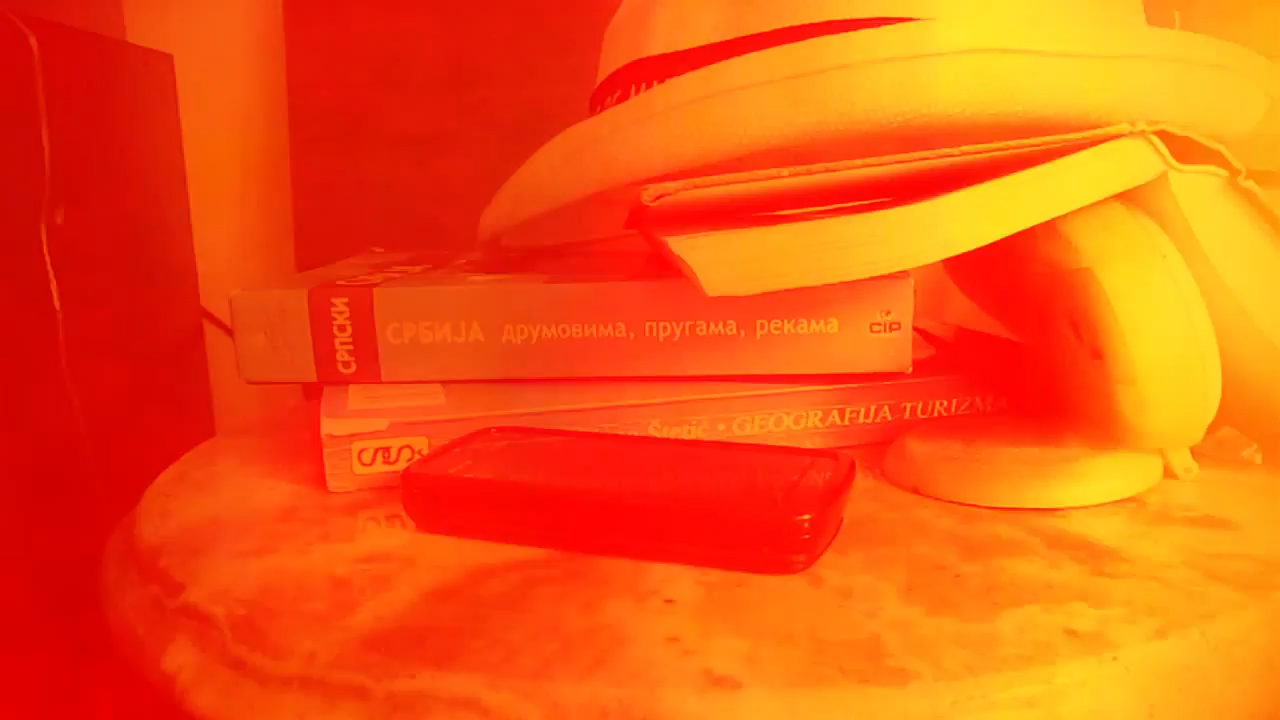 СРПСКИ
СРБИЈА друмовима, пругама, рекама
CIP
Štetić • GEOGRAFIJA TURIZMA